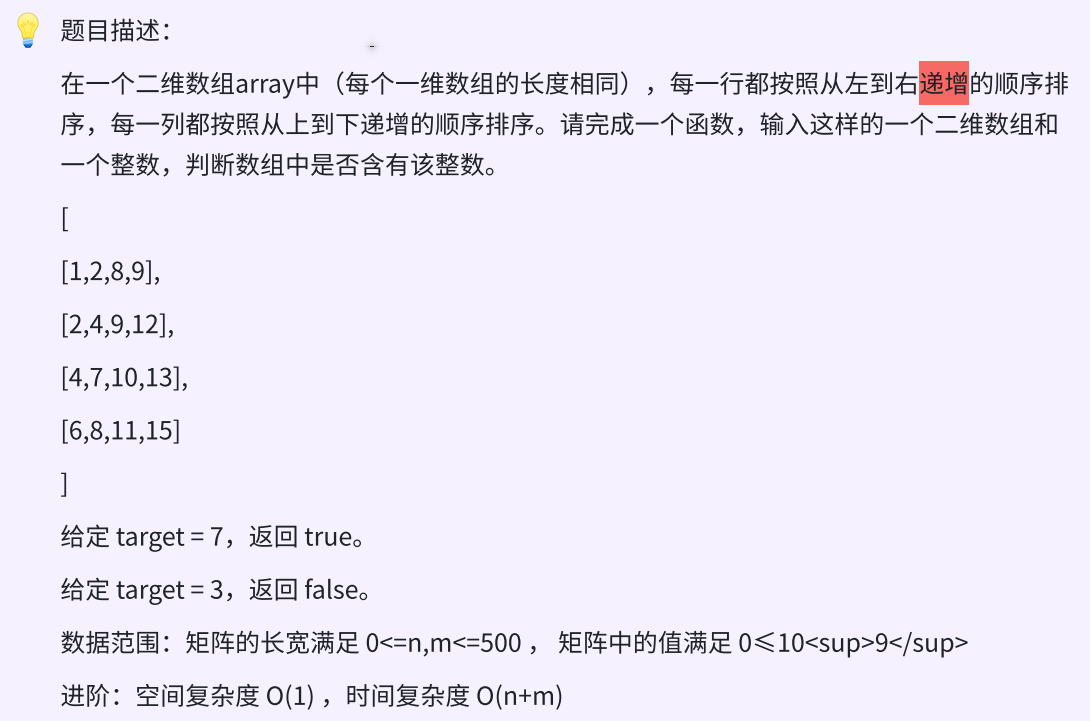 题目描述：
在一个二维数组array中（每个一维数组的长度相同），每一行都按照从左到右递增的顺序排
序，每一列都按照从上到下递增的顺序排序。请完成一个函数，输入这样的一个二维数组和
一个整数，判断数组中是否含有该整数。
[
[1,2,8,9],
[2,4,9,12],
[4,7,10,13],
[6,8,11,15]
]
给定 target = 7，返回 true。
给定 target = 3，返回 false。
数据范围：矩阵的长宽满足 0<=n,m<=500 ， 矩阵中的值满足 0≤10<sup>9</sup>
进阶：空间复杂度 O(1) ，时间复杂度 O(n+m)